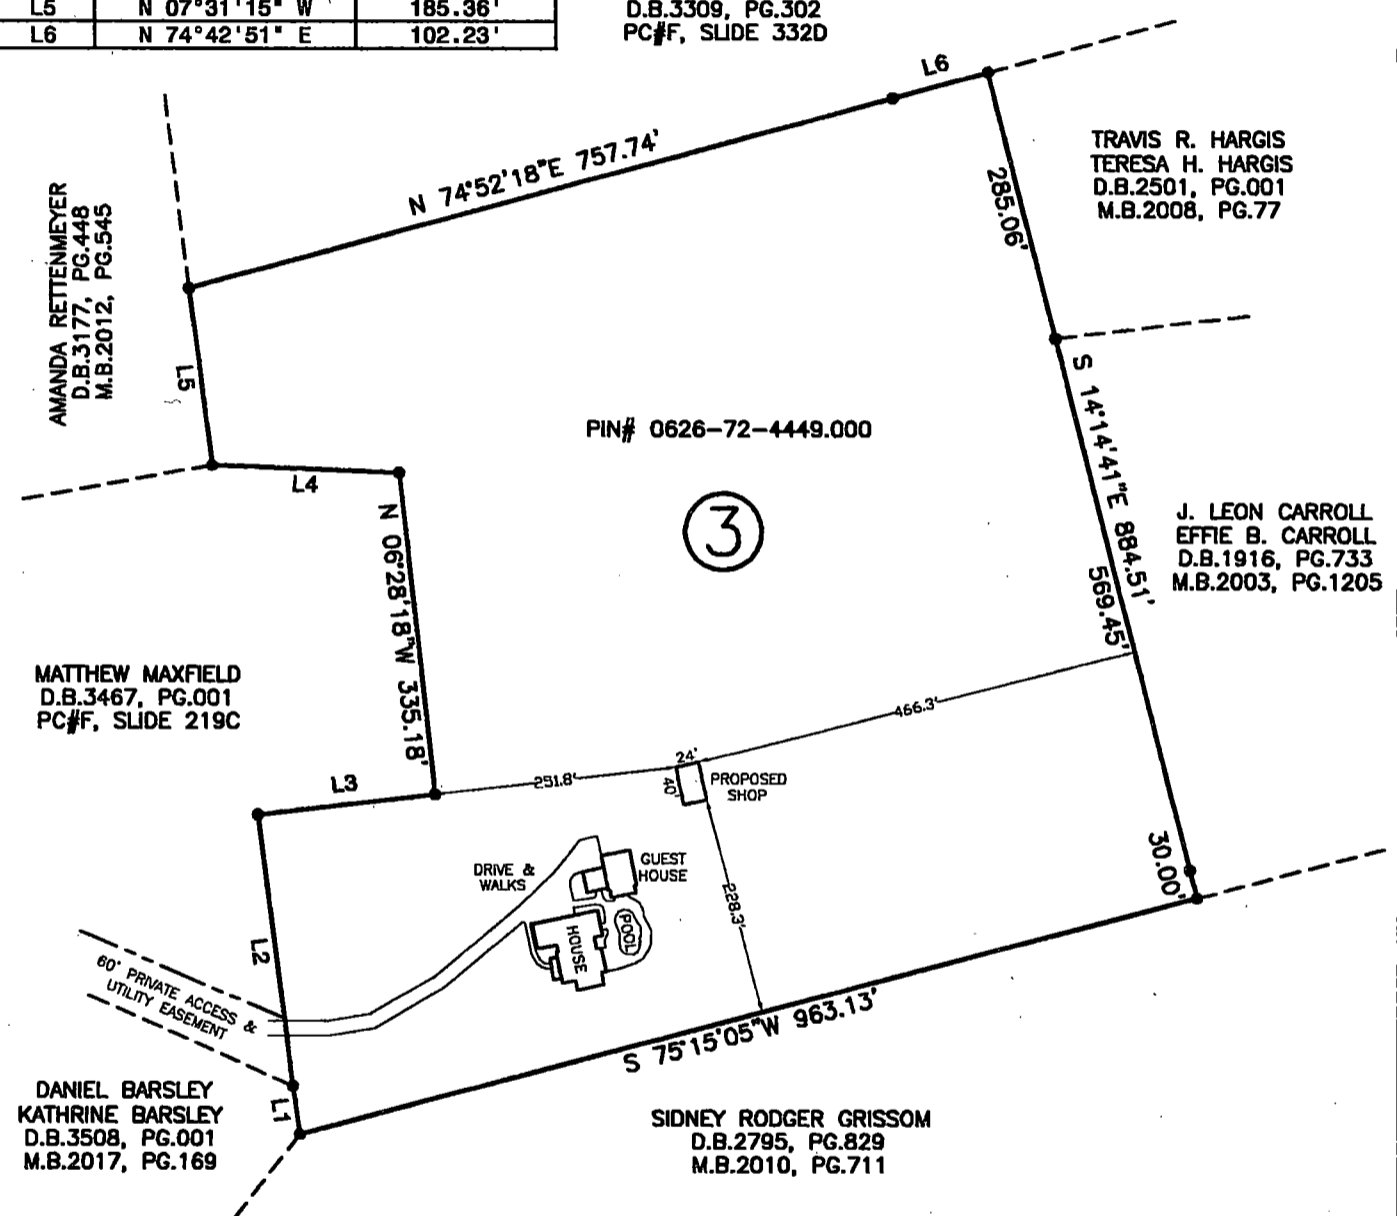 L5 N 07°31'15" W 185.36'
L6 N 74°42'51" E 102.23'
D.B.3309, PG.302
PC#F, SLIDE 332D
L6
N 74°52'18"E 757.74'
TRAVIS R. HARGIS
TERESA H. HARGIS
D.B.2501, PG.001
M.B.2008, PG.77
285.06'
AMANDA RETTENMEYER
D.B.3177, PG.448
M.B.2012, PG.545
L5
S 14°14'41"E 884.51'
569.45'
PIN# 0626-72-4449.000
3
L4
N 06°28'18"W 335.18'
J. LEON CARROLL
EFFIE B. CARROLL
D.B.1916, PG.733
M.B.2003, PG.1205
MATTHEW MAXFIELD
D.B.3467, PG.001
PC#F, SLIDE 219C
466.3'
L3
251.8'
24'
40'
PROPOSED
SHOP
30.00'
DRIVE &
WALKS
GUEST
HOUSE
228.3'
POOL
HOUSE
L2
60' PRIVATE ACCESS &
UTILITY EASEMENT
S 75°15'05"W 963.13'
L1
DANIEL BARSLEY
KATHRINE BARSLEY
D.B.3508, PG.001
M.B.2017, PG.169
SIDNEY RODGER GRISSOM
D.B.2795, PG.829
M.B.2010, PG.711